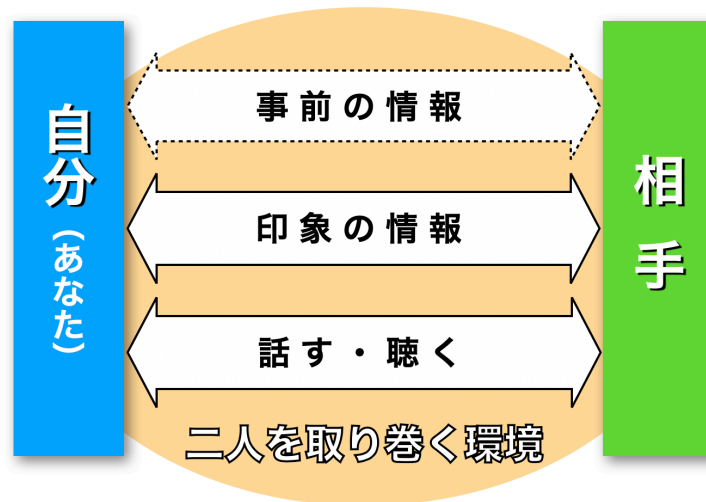 自分(あなた)
事前の情報
印象の情報
話す・聴く
相手
二人を取り巻く環境